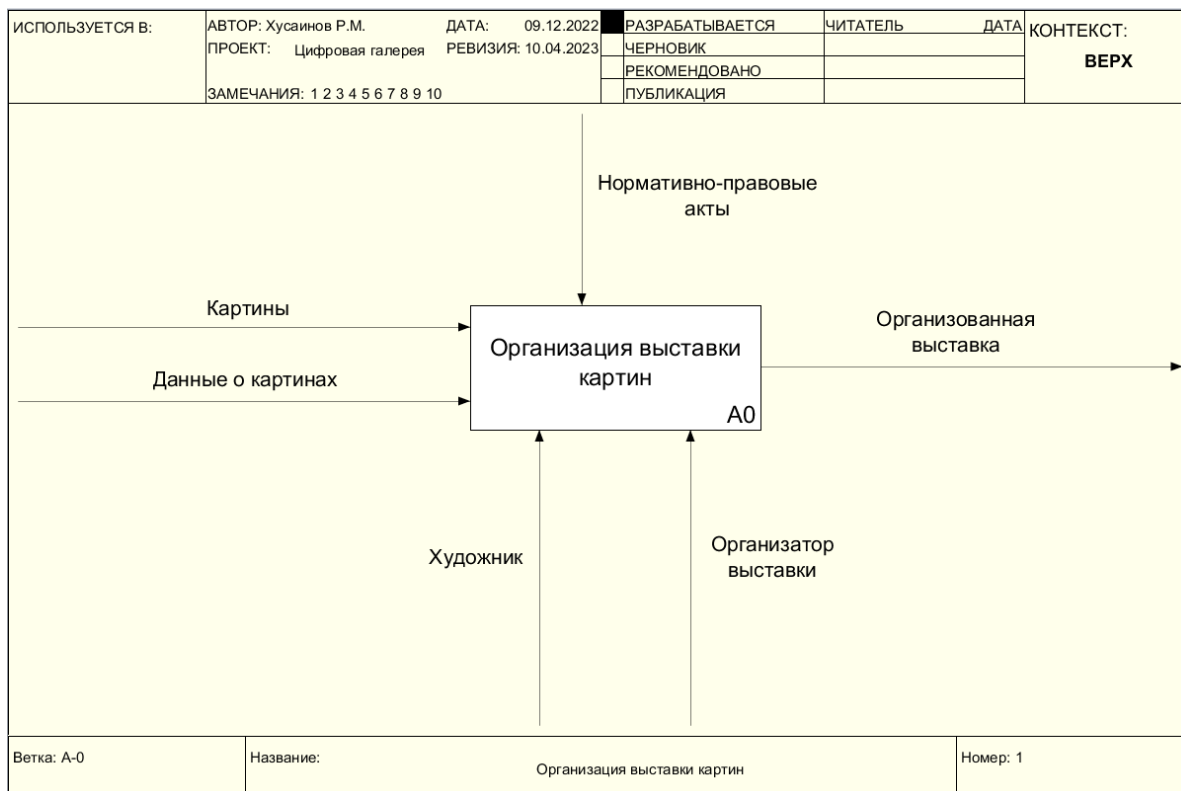 ИСПОЛЬЗУЕТСЯ В:
АВТОР: Хусаинов Р.М.
ДАТА: 09.12.2022
ПРОЕКТ: Цифровая галерея
РЕВИЗИЯ: 10.04.2023
ЗАМЕЧАНИЯ: 1 2 3 4 5 6 7 8 9 10
РАЗРАБАТЫВАЕТСЯ
ЧЕРНОВИК
РЕКОМЕНДОВАНО
ПУБЛИКАЦИЯ
ЧИТАТЕЛЬ
ДАТА
КОНТЕКСТ:
ВЕРХ
Нормативно-правовые
акты
Картины
Данные о картинах
Организация выставки
картин
A0
Организованная
выставка
Художник
Организатор
выставки
Ветка: А-0
Название:
Организация выставки картин
Номер: 1